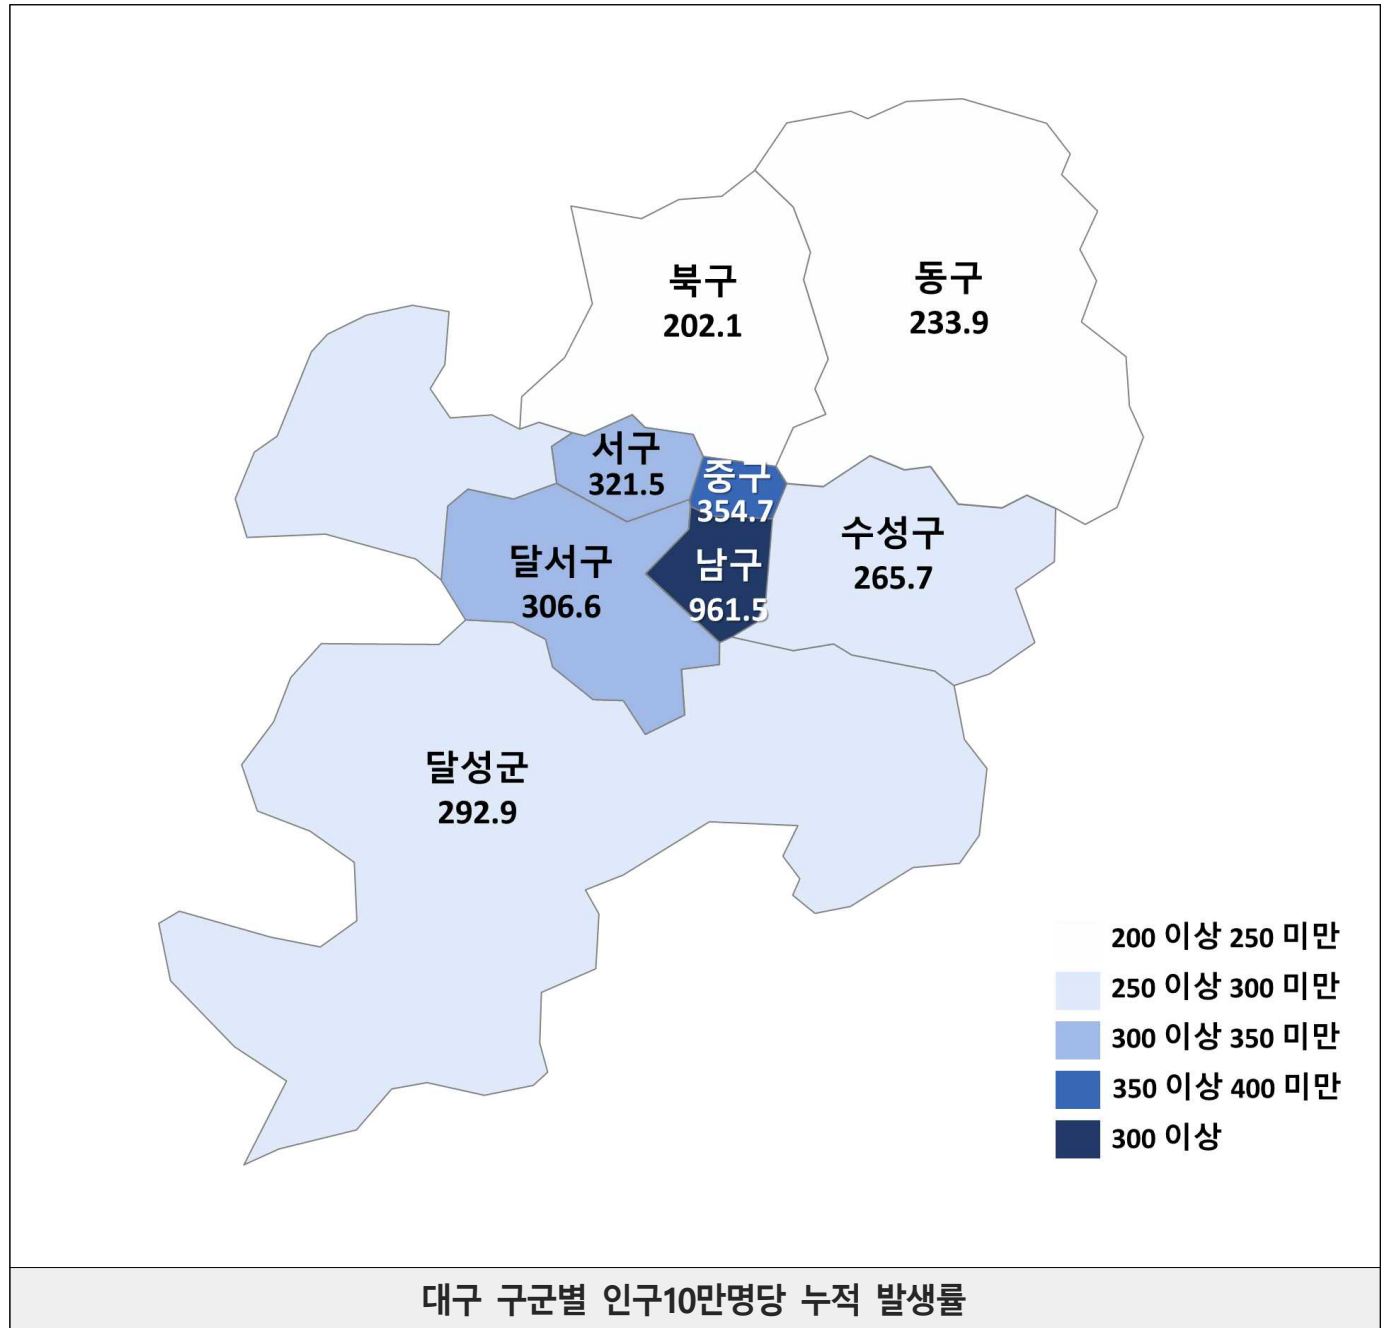 북구
202.1
동구
233.9
서구
321.5
중구
354.7
수성구
265.7
달서구
306.6
남구
961.5
달성군
292.9
200 이상 250 미만
250 이상 300 미만
300 이상 350 미만
350 이상 400 미만
300 이상
대구 구군별 인구10만명당 누적 발생률